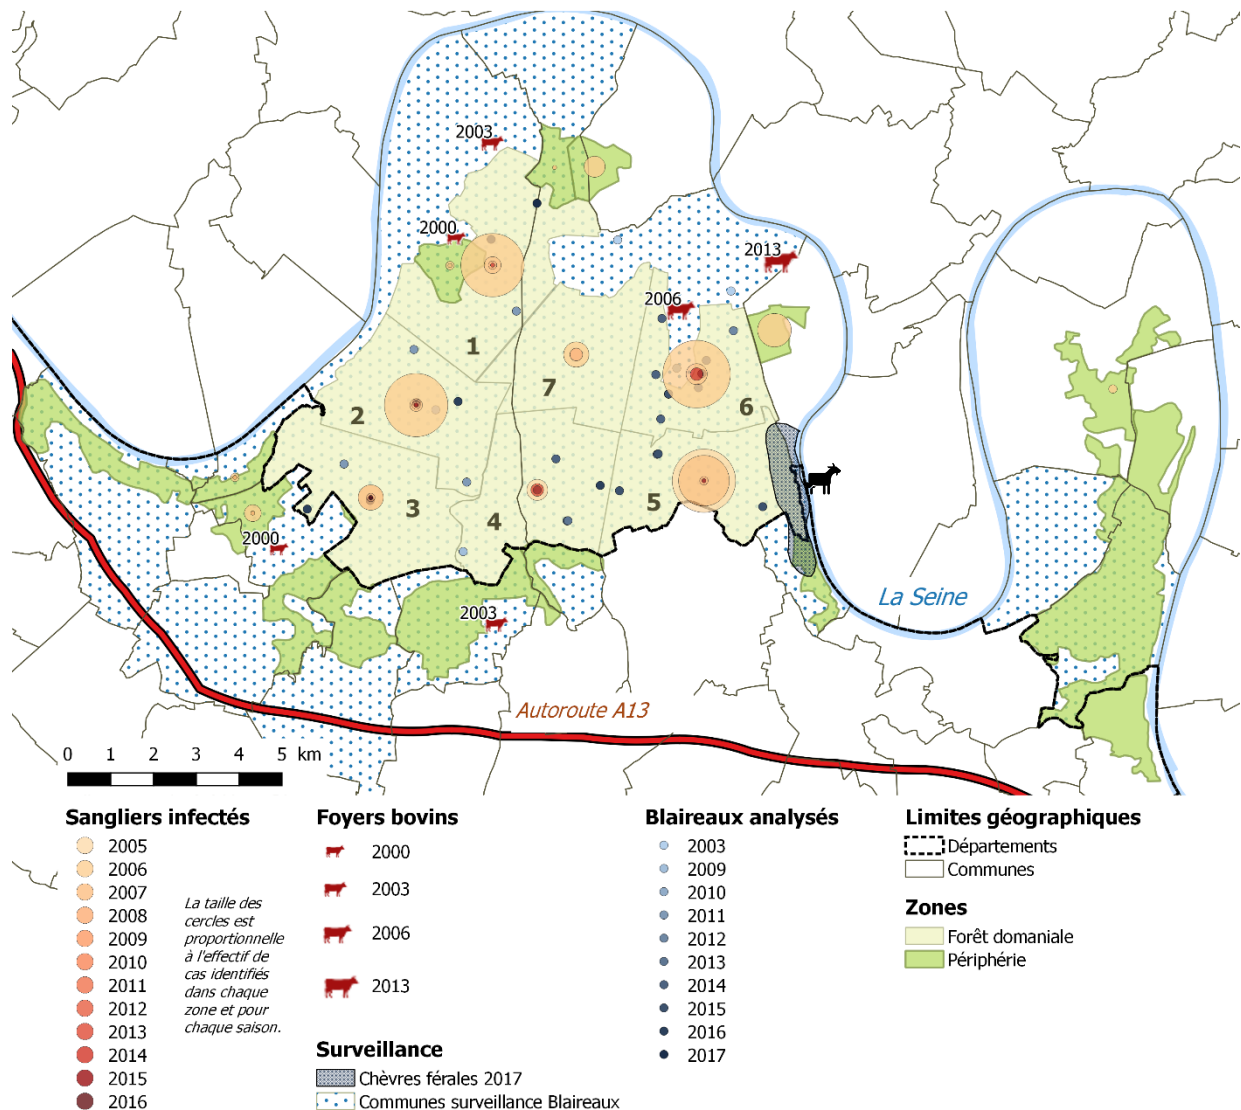 2003
2000
2013
2006
1
7
2
6
3
4
5
2000
2003
La Seine
Autoroute A13
0 1 2 3 4 5 km
Sangliers infectés
2005
2006
2007
2008
2009
2010
2011
2012
2013
2014
2015
2016
La taille des
cercles est
proportionnelle
à l'effectif de
cas identifiés
dans chaque
zone et pour
chaque saison.
Foyers bovins
2000
2003
2006
2013
Surveillance
Chèvres férales 2017
Communes surveillance Blaireaux
Blaireaux analysés
2003
2009
2010
2011
2012
2013
2014
2015
2016
2017
Limites géographiques
Départements
Communes
Zones
Forêt domaniale
Périphérie